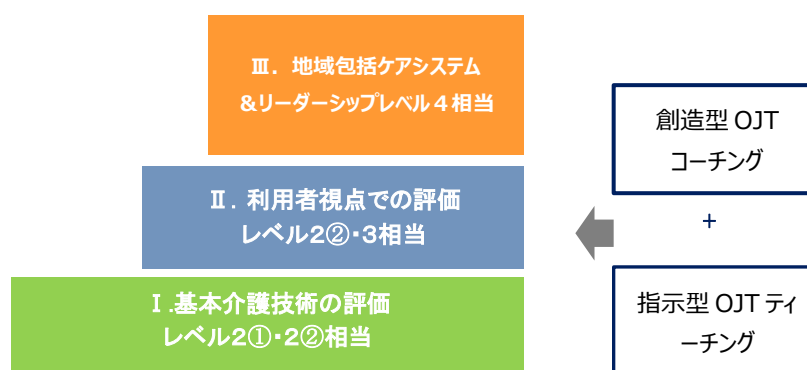 Ⅲ．地域包括ケアシステム
&リーダーシップレベル４相当
Ⅱ．利用者視点での評価
レベル2②・3相当
Ⅰ.基本介護技術の評価
レベル2①・2②相当
創造型 OJT
コーチング
+
指示型 OJT ティ
ーチング